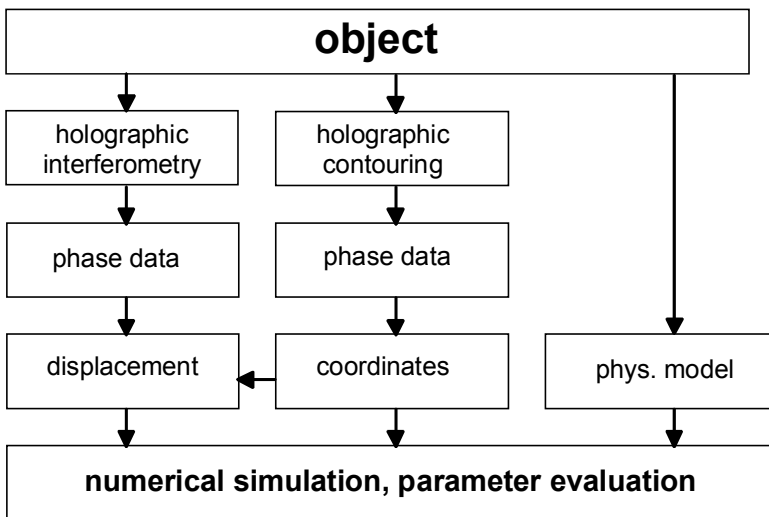 object
holographic
interferometry
holographic
contouring
phase data
phase data
displacement
coordinates
phys. model
numerical simulation, parameter evaluation